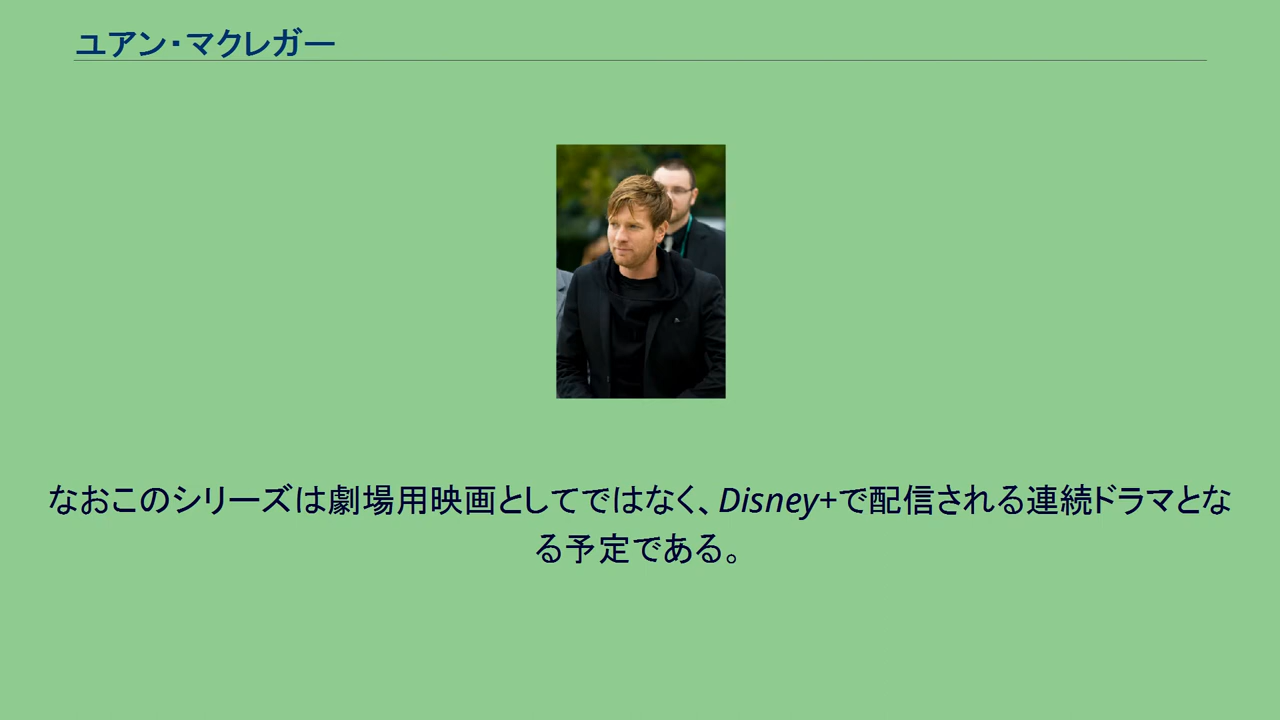 ユアン・マクレガー
なおこのシリーズは劇場用映画としてではなく、Disney+で配信される連続ドラマとな
る予定である。